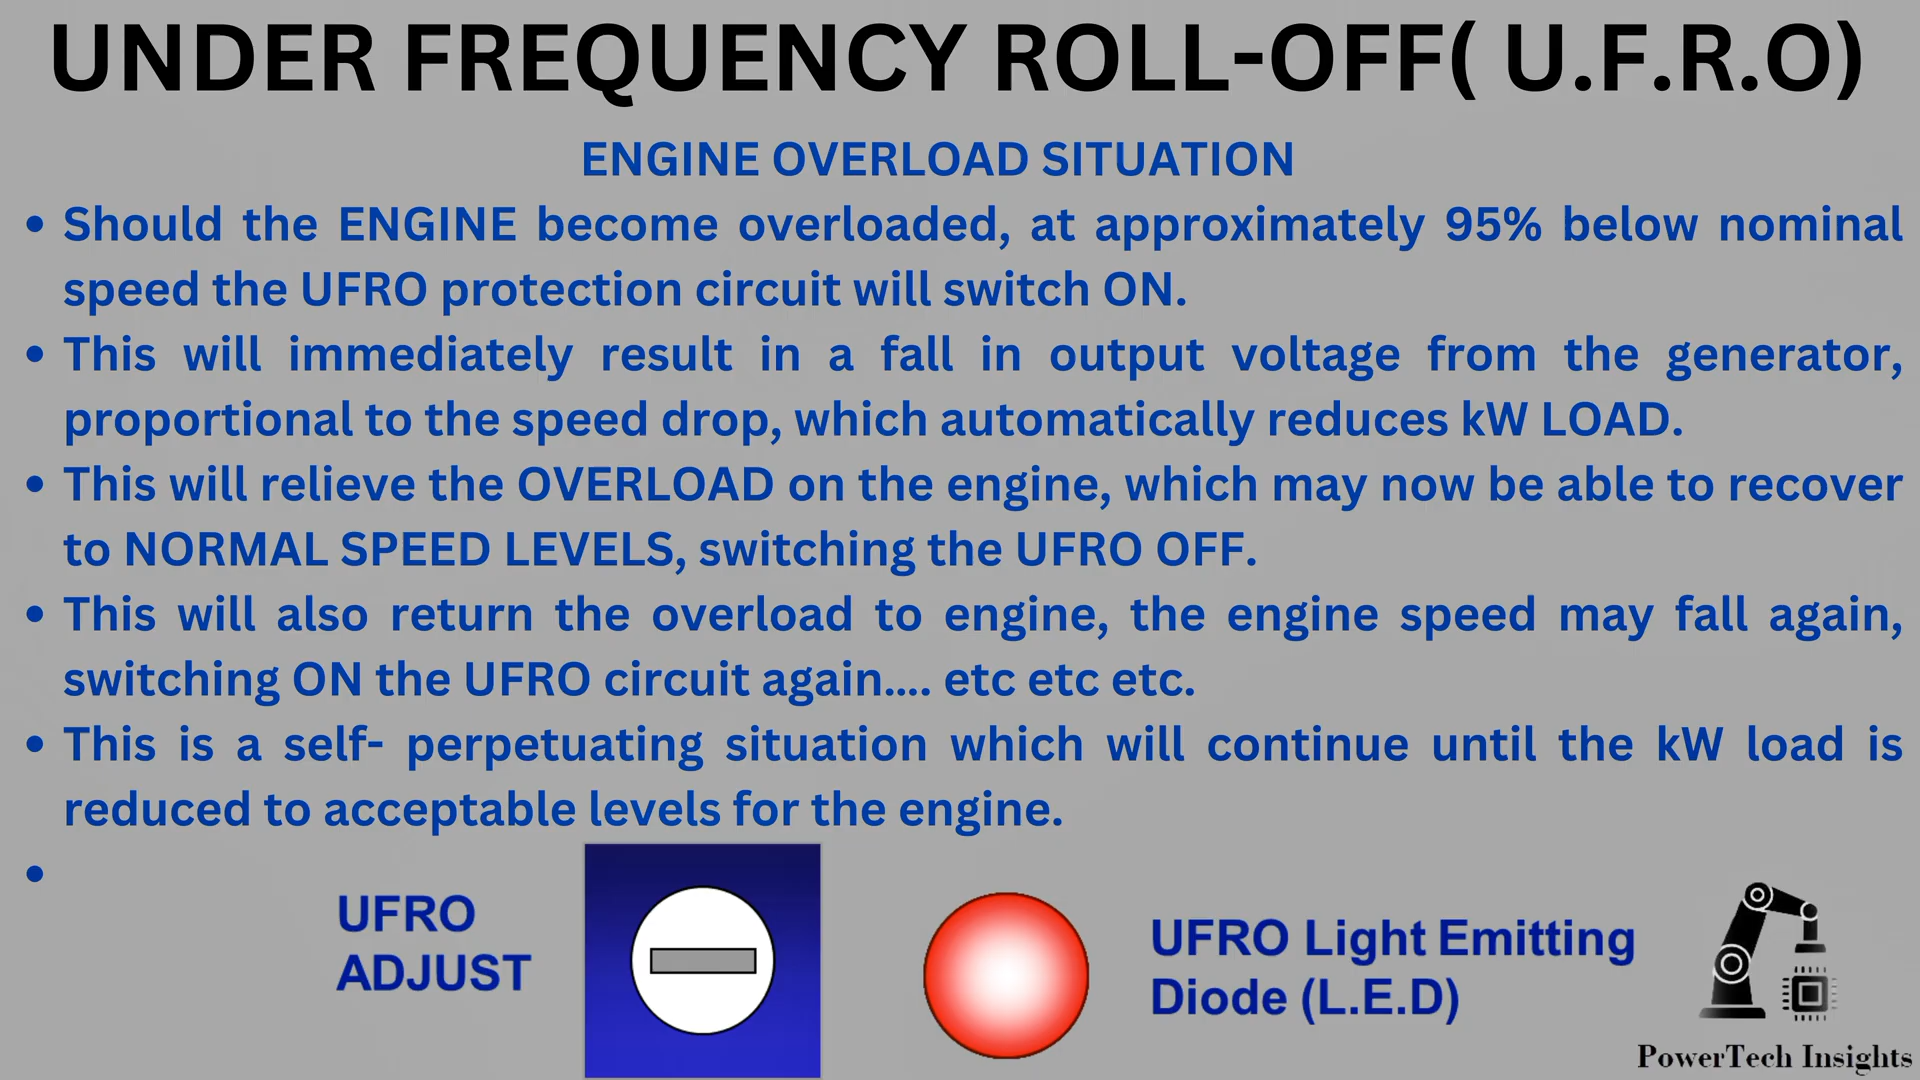 UNDER FREQUENCY ROLL-OFF( U.F.R.O)
ENGINE OVERLOAD SITUATION
• Should the ENGINE become overloaded, at approximately 95% below nominal
speed the UFRO protection circuit will switch ON.
• This will immediately result in a fall in output voltage from the generator,
proportional to the speed drop, which automatically reduces kW LOAD.
• This will relieve the OVERLOAD on the engine, which may now be able to recover
to NORMAL SPEED LEVELS, switching the UFRO OFF.
• This will also return the overload to engine, the engine speed may fall again,
switching ON the UFRO circuit again.... etc etc etc.
• This is a self- perpetuating situation which will continue until the kW load is
reduced to acceptable levels for the engine.
•
UFRO
ADJUST
UFRO Light Emitting
Diode (L.E.D)
PowerTech Insights